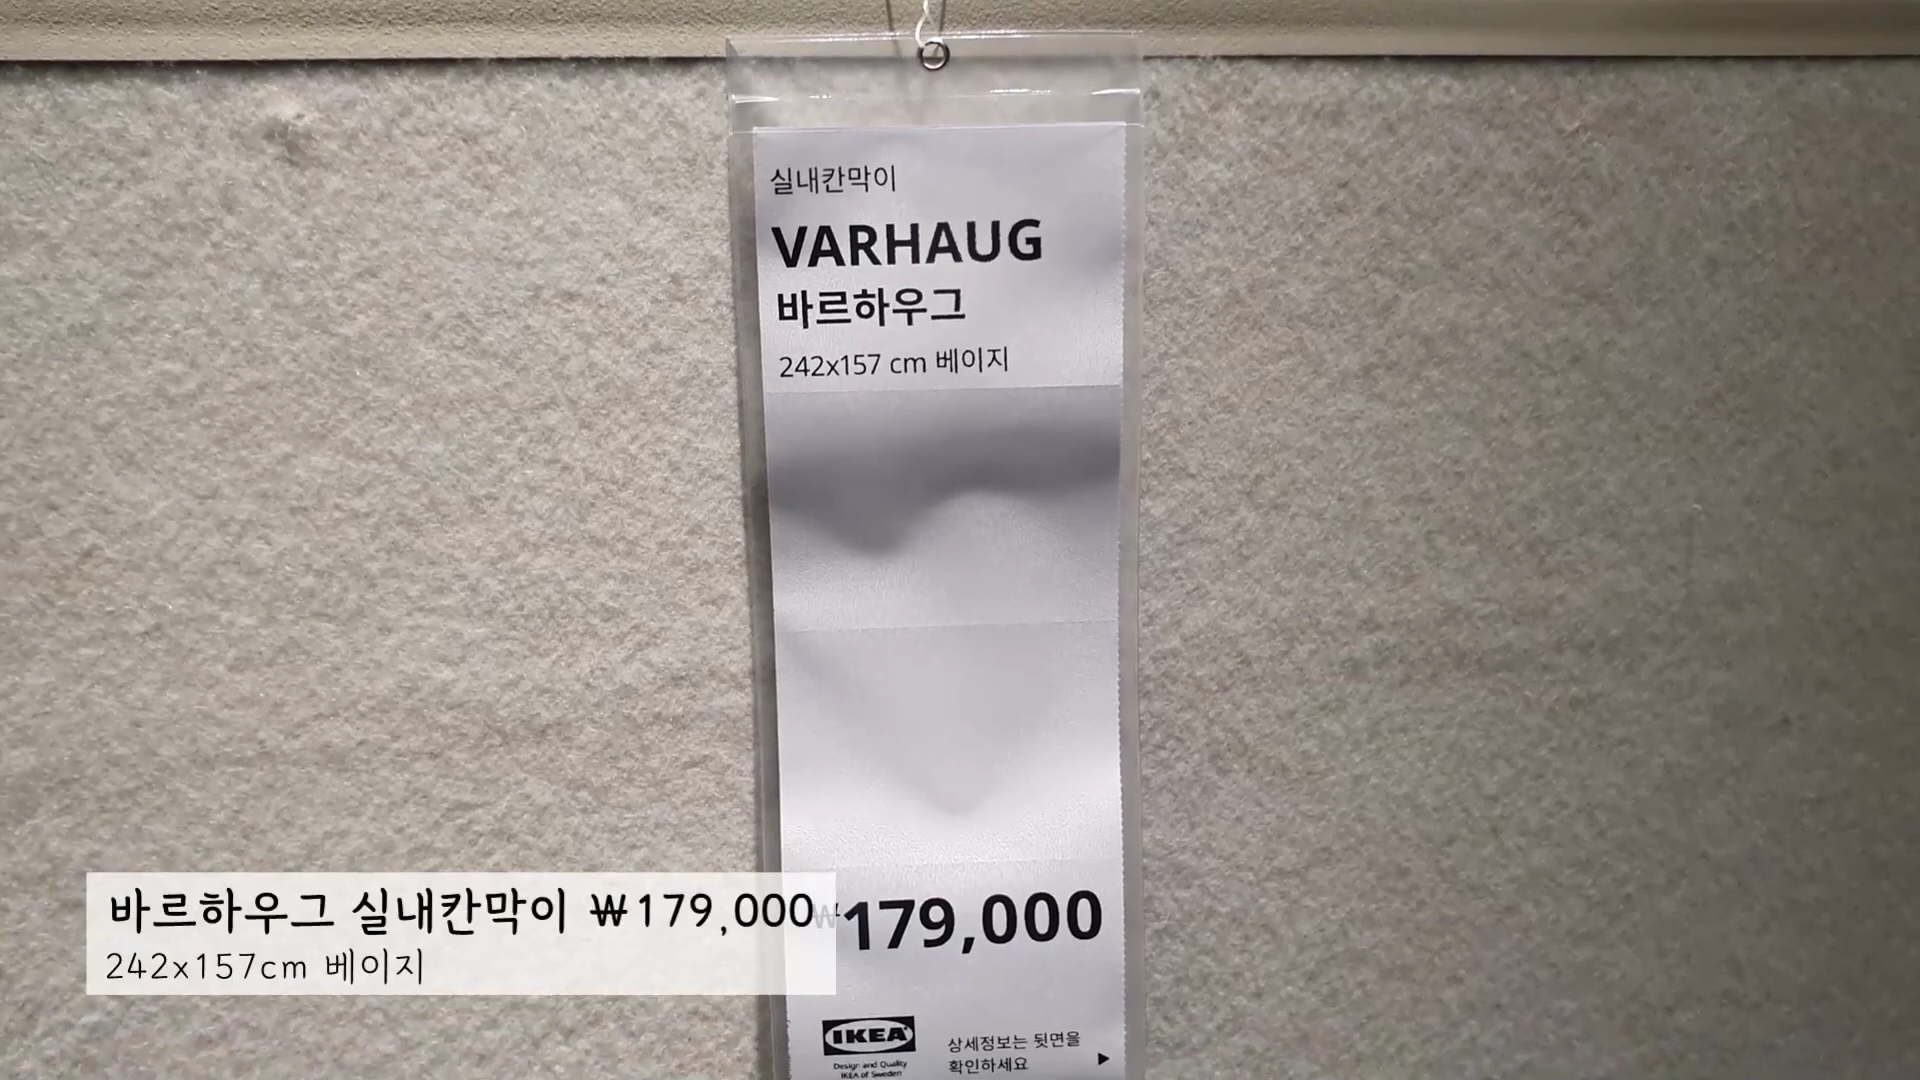 실내칸막이
VARHAUG
바르하우그
242x157 cm 베이지
₩179,000
IKEA
Design and Quality
IKEA of Sweden
상세정보는 뒷면을
확인하세요
바르하우그 실내칸막이 ₩179,000
242x157cm 베이지